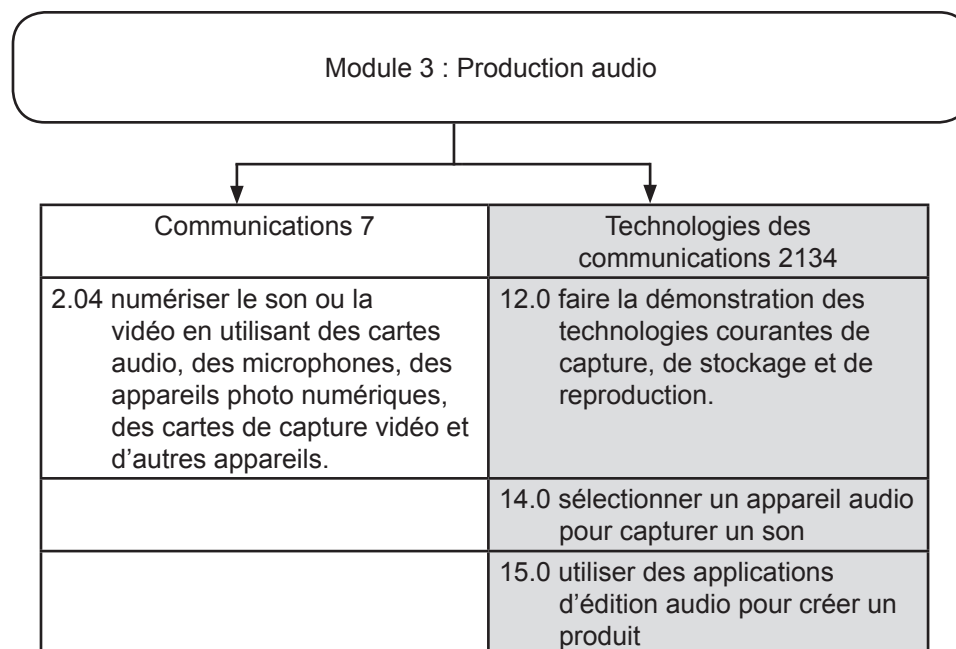 Module 3 : Production audio
Communications 7
Technologies des
communications 2134
2.04 numériser le son ou la
vidéo en utilisant des cartes
audio, des microphones, des
appareils photo numériques,
des cartes de capture vidéo et
d'autres appareils.
12.0 faire la démonstration des
technologies courantes de
capture, de stockage et de
reproduction.
14.0 sélectionner un appareil audio
pour capturer un son
15.0 utiliser des applications
d'édition audio pour créer un
produit